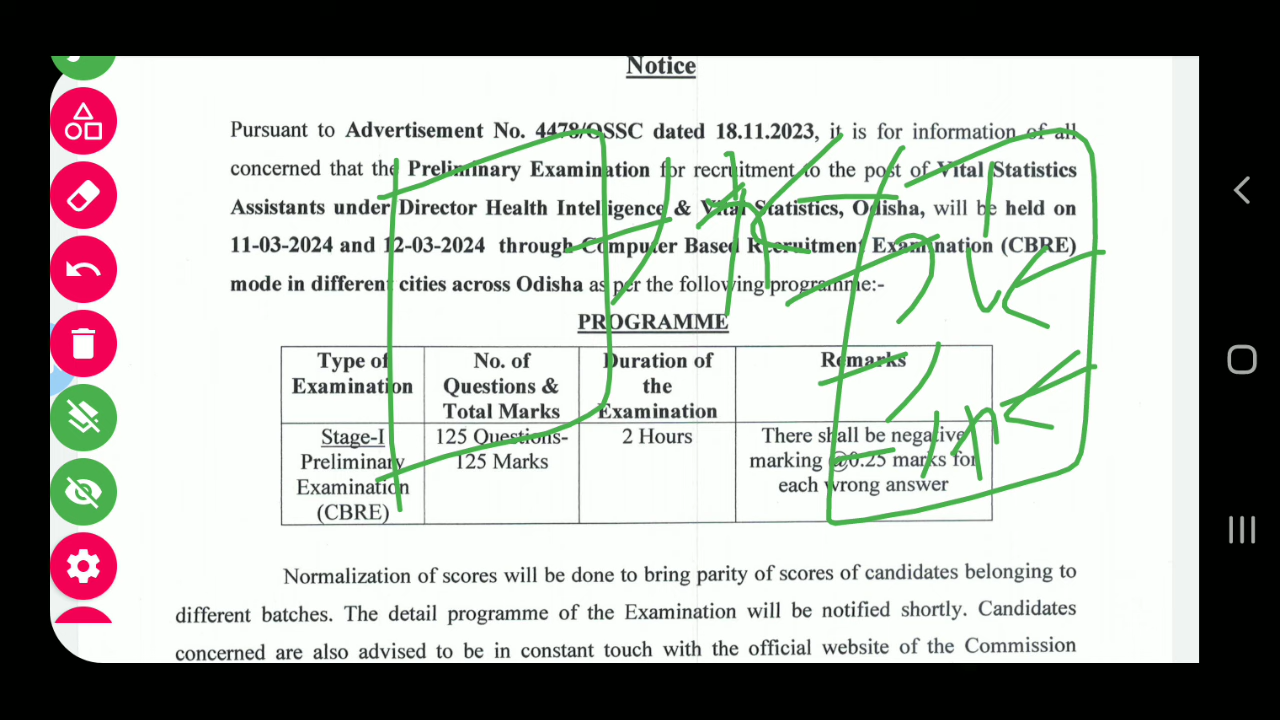 Notice
Pursuant to Advertisement No. 4478/OSSC dated 18.11.2023, it is for information of all
concerned that the Preliminary Examination for recruitment to the post of Vital Statistics
Assistants under Director Health Intelligence & Vital Statistics, Odisha, will be held on
11-03-2024 and 12-03-2024 through Computer Based Recruitment Examination (CBRE)
mode in different cities across Odisha as per the following programme:-
PROGRAMME
Type of Examination
No. of Questions & Total Marks
Duration of the Examination
Remarks
Stage-I Preliminary Examination (CBRE)
125 Questions- 125 Marks
2 Hours
There shall be negative marking @0.25 marks for each wrong answer
Normalization of scores will be done to bring parity of scores of candidates belonging to
different batches. The detail programme of the Examination will be notified shortly. Candidates
concerned are also advised to be in constant touch with the official website of the Commission